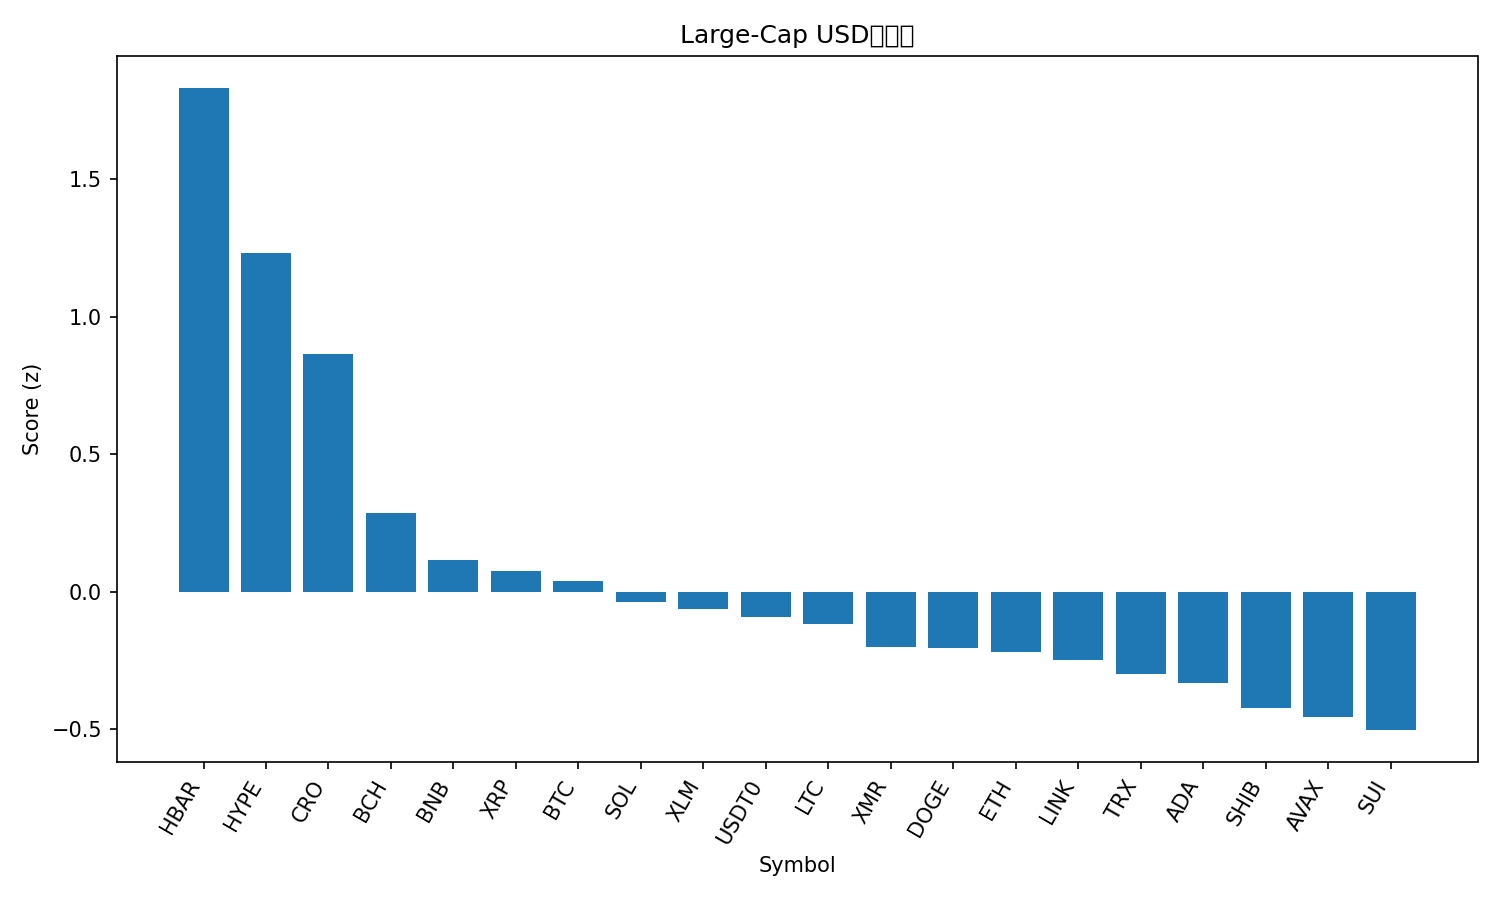 Large-Cap USD
Score (z)
1.5
1.0
0.5
0.0
−0.5
HBAR
HYPE
CRO
BCH
BNB
XRP
BTC
SOL
XLM
USDT0
LTC
XMR
DOGE
ETH
LINK
TRX
ADA
SHIB
AVAX
SUI
Symbol